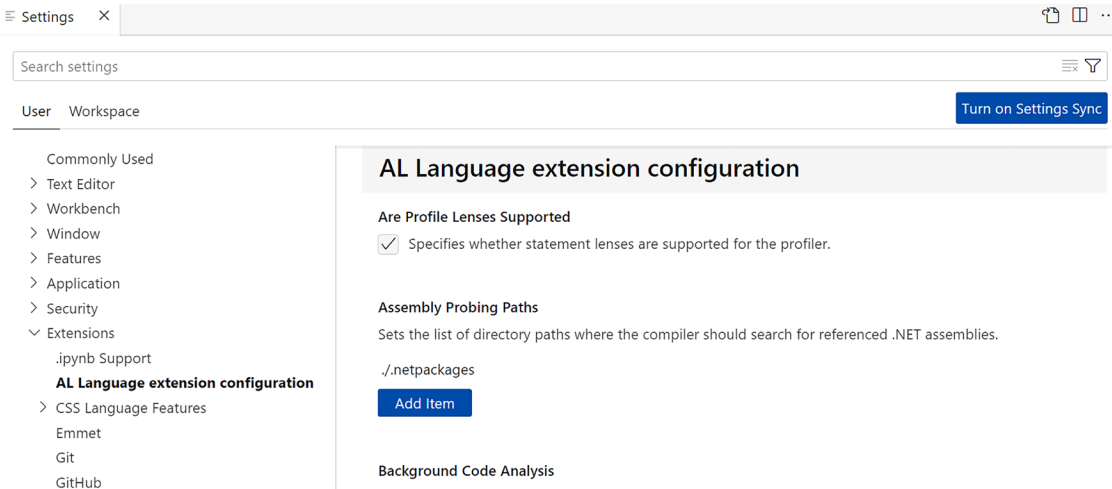 Settings
Search settings
User Workspace
Turn on Settings Sync
Commonly Used
Text Editor
Workbench
Window
Features
Application
Security
Extensions
.ipynb Support
AL Language extension configuration
CSS Language Features
Emmet
Git
GitHub
AL Language extension configuration
Are Profile Lenses Supported
Specifies whether statement lenses are supported for the profiler.
Assembly Probing Paths
Sets the list of directory paths where the compiler should search for referenced .NET assemblies.
./.netpackages
Add Item
Background Code Analysis